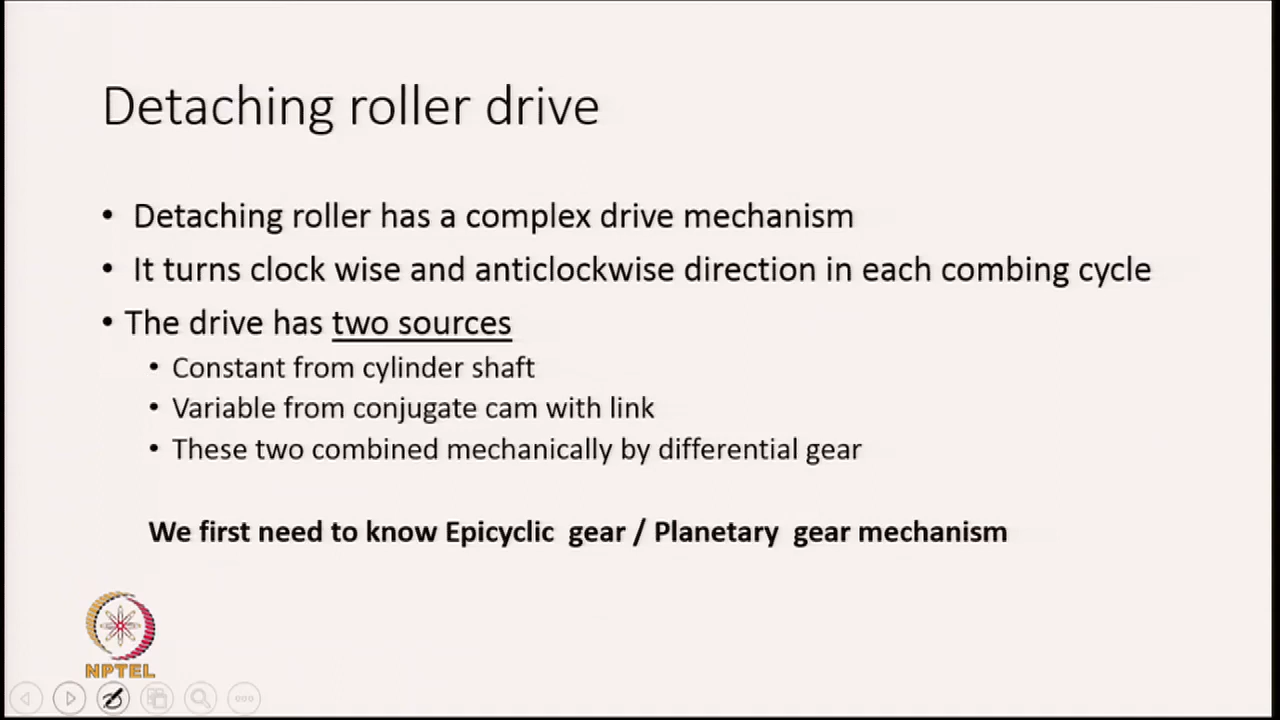 Detaching roller drive
• Detaching roller has a complex drive mechanism
• It turns clock wise and anticlockwise direction in each combing cycle
• The drive has two sources
• Constant from cylinder shaft
• Variable from conjugate cam with link
• These two combined mechanically by differential gear
We first need to know Epicyclic gear / Planetary gear mechanism
NPTEL